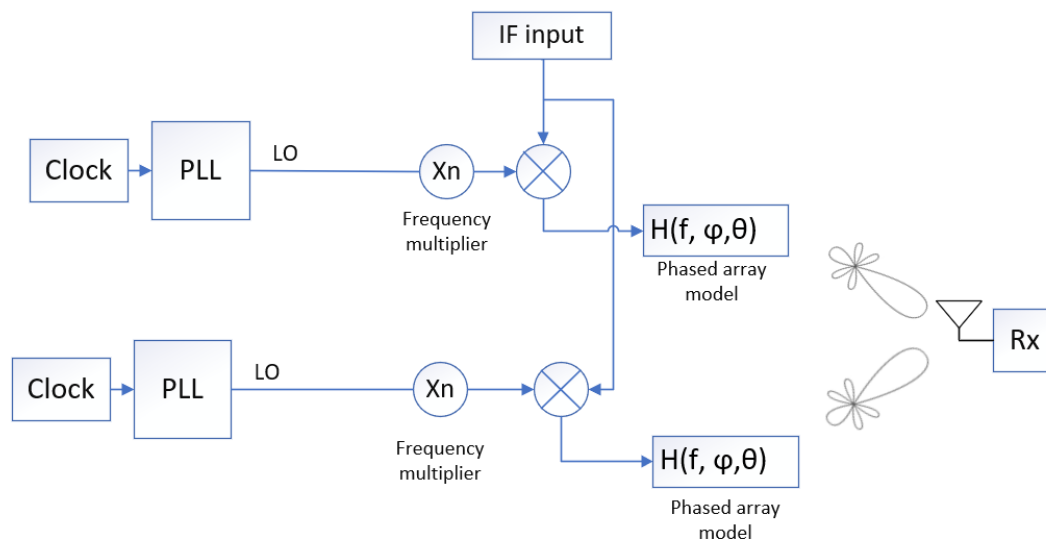 IF input
Clock
PLL
LO
Xn
Frequency
multiplier
H(f, φ,θ)
Phased array
model
Rx
Clock
PLL
LO
Xn
Frequency
multiplier
H(f, φ,θ)
Phased array
model